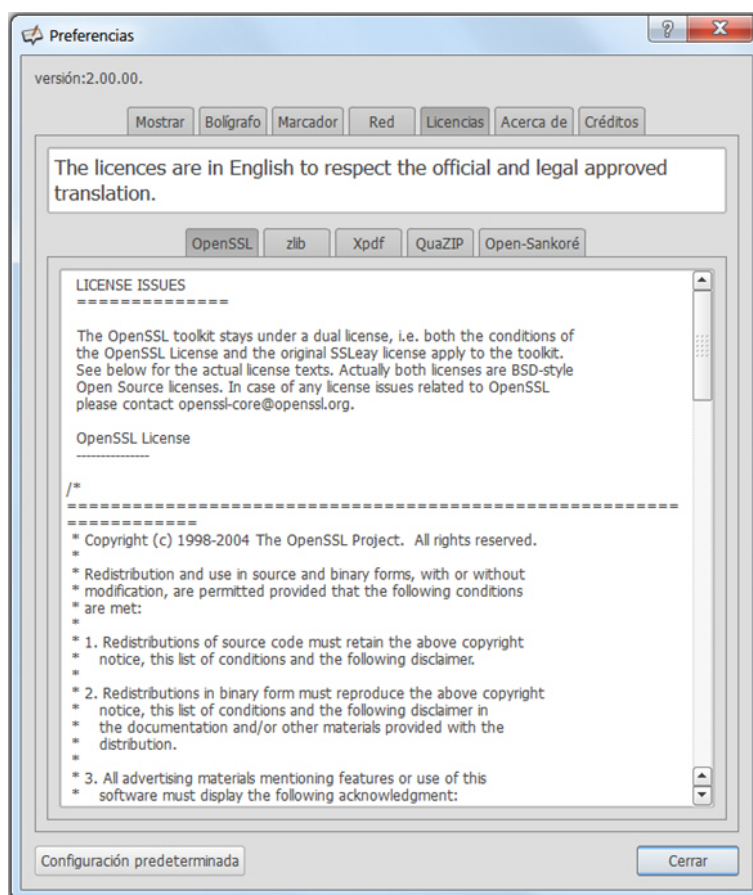 Preferencias
versión:2.00.00.
Mostrar Bolígrafo Marcador Red Licencias Acerca de Créditos
The licences are in English to respect the official and legal approved
translation.
OpenSSL zlib Xpdf QuaZIP Open-Sankoré
LICENSE ISSUES
==============
The OpenSSL toolkit stays under a dual license, i.e. both the conditions of
the OpenSSL License and the original SSLeay license apply to the toolkit.
See below for the actual license texts. Actually both licenses are BSD-style
Open Source licenses. In case of any license issues related to OpenSSL
please contact openssl-core@openssl.org.
OpenSSL License
---------------
/*
========================================================
============
* Copyright (c) 1998-2004 The OpenSSL Project.  All rights reserved.
*
* Redistribution and use in source and binary forms, with or without
* modification, are permitted provided that the following conditions
* are met:
*
* 1. Redistributions of source code must retain the above copyright
*    notice, this list of conditions and the following disclaimer.
*
* 2. Redistributions in binary form must reproduce the above copyright
*    notice, this list of conditions and the following disclaimer in
*    the documentation and/or other materials provided with the
*    distribution.
*
* 3. All advertising materials mentioning features or use of this
*    software must display the following acknowledgment:
Configuración predeterminada Cerrar